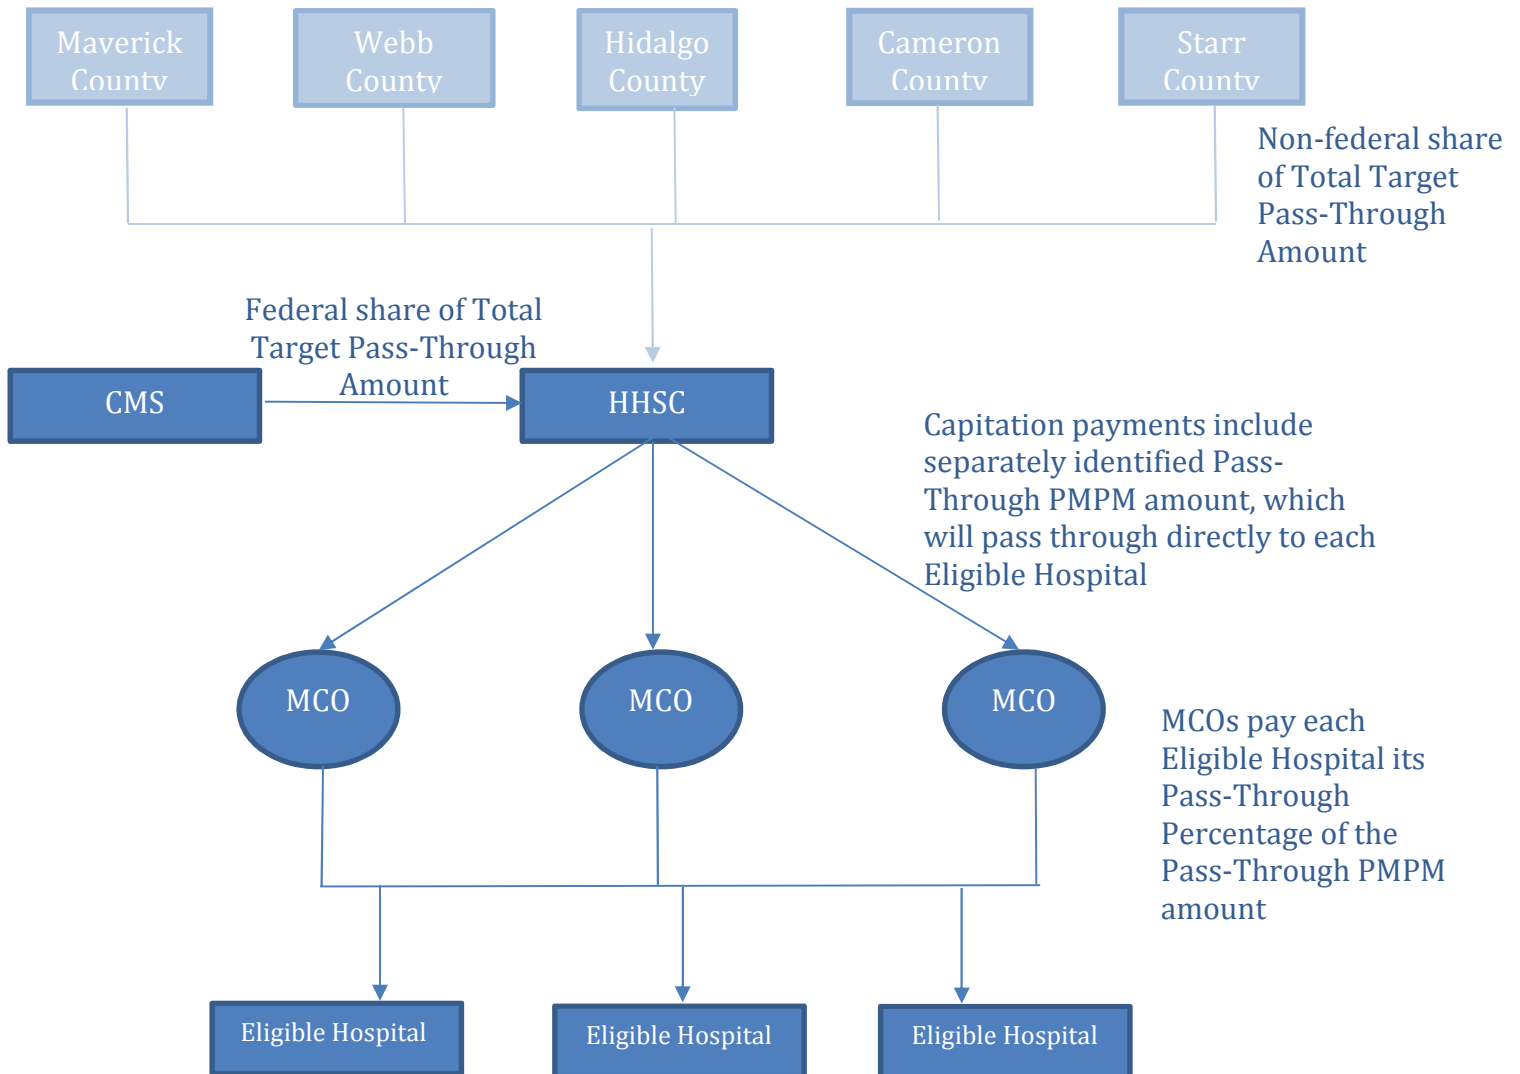 Maverick
County
Webb
County
Hidalgo
County
Cameron
County
Starr
County
Non-federal share
of Total Target
Pass-Through
Amount
Federal share of Total
Target Pass-Through
Amount
CMS
HHSC
Capitation payments include
separately identified Pass-
Through PMPM amount, which
will pass through directly to each
Eligible Hospital
MCO
MCO
MCO
MCOs pay each
Eligible Hospital its
Pass-Through
Percentage of the
Pass-Through PMPM
amount
Eligible Hospital
Eligible Hospital
Eligible Hospital